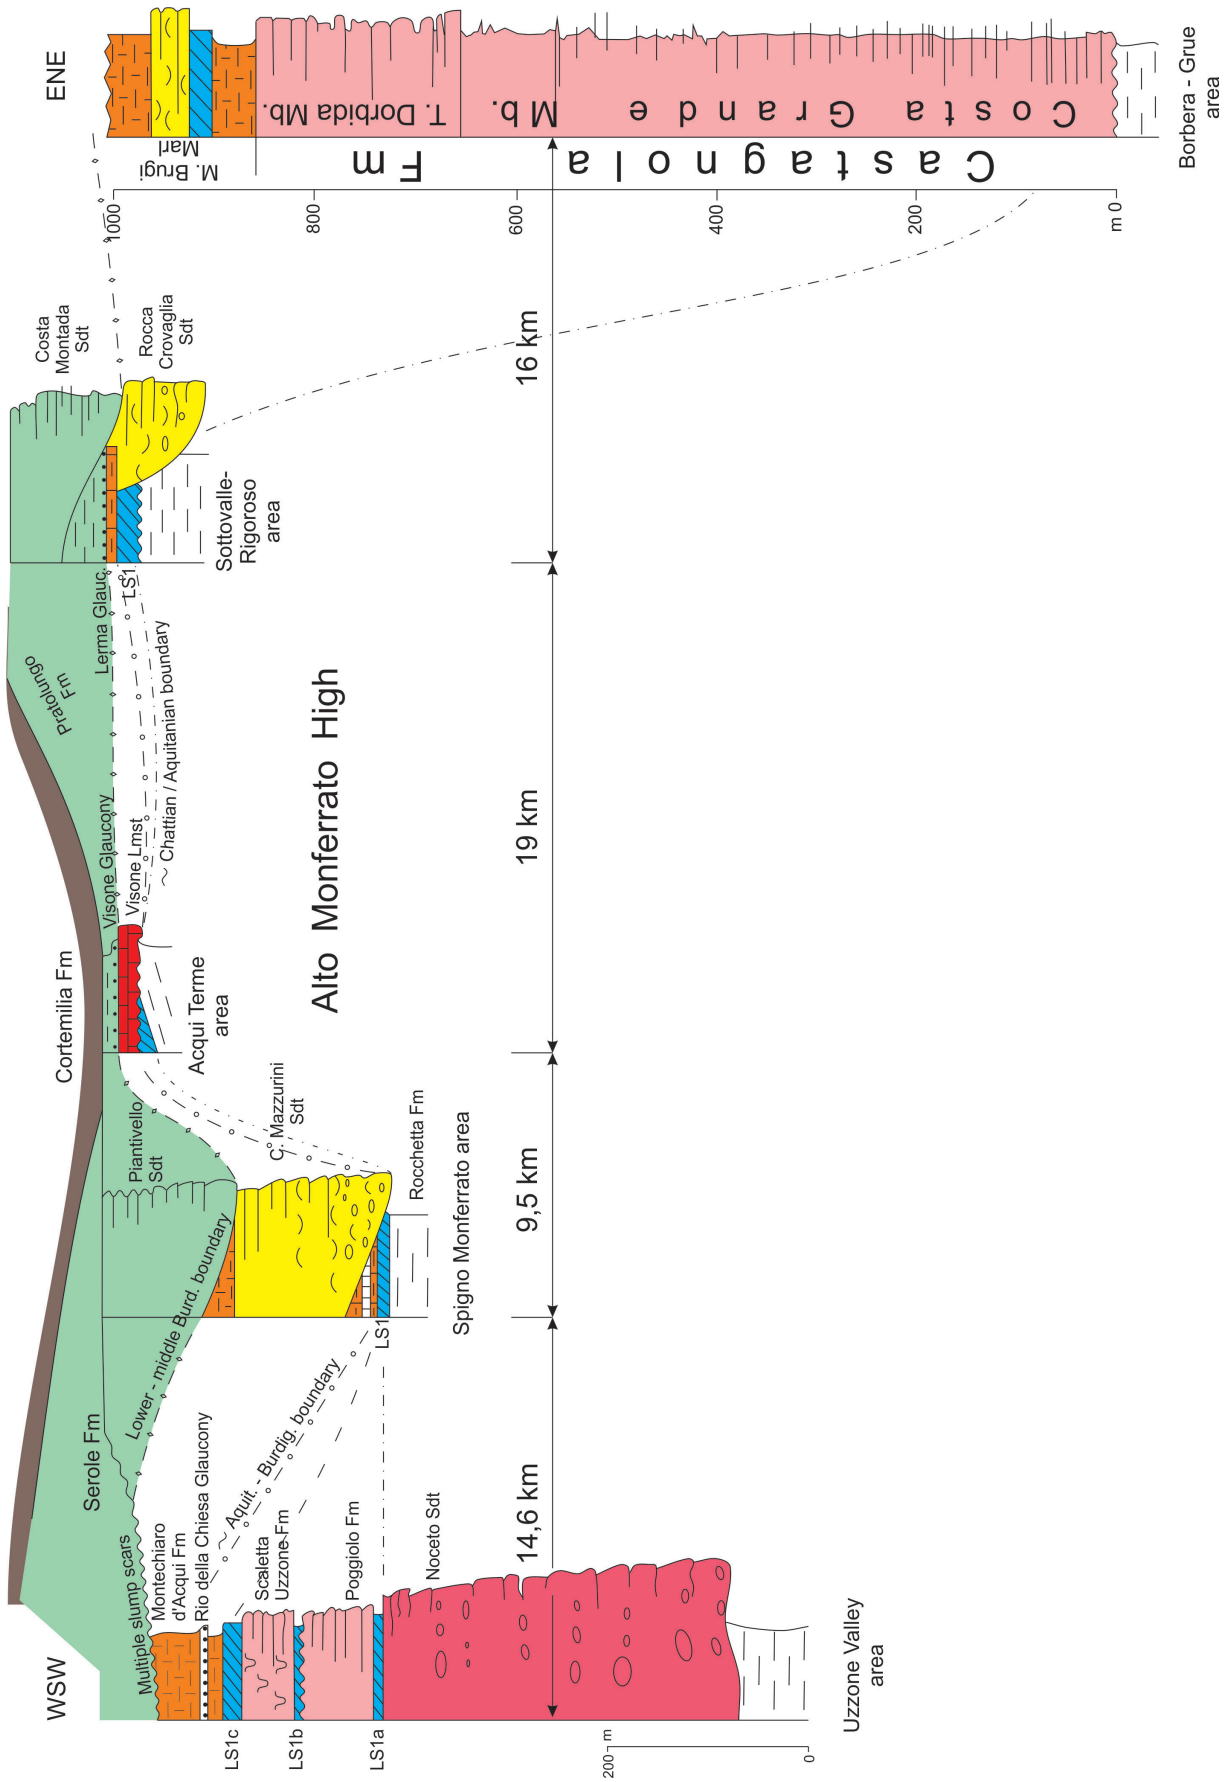 WSW
ENE
Cortemilia Fm
Serole Fm
Pratolungo
Fm
Costa
Montada
Sdt
Rocca
Crovaglia
Sdt
Multiple slump scars
Lower - middle Burd. boundary
Piantivello
Sdt
Visone Glaucony
Visone Lmst
Lerma Glauc.
LS1
~ Chattian / Aquitanian boundary
Montechiaro
d'Acqui Fm
Rio della Chiesa Glaucony
~ Aquit. - Burdig. boundary
Scaletta
Uzzone Fm
Poggiolo Fm
Noceto Sdt
LS1c
LS1b
LS1a
LS1
C. Mazzurini
Sdt
Rocchetta Fm
Acqui Terme
area
Sottovalle-
Rigoroso
area
Spigno Monferrato area
Uzzone Valley
area
Borbera - Grue
area
Alto Monferrato High
14,6 km
9,5 km
19 km
16 km
M. Brugi
Marl
T. Dorbida Mb.
Costa Grande Mb.
Castagnola Fm
1000
800
600
400
200
m 0
200 m
0